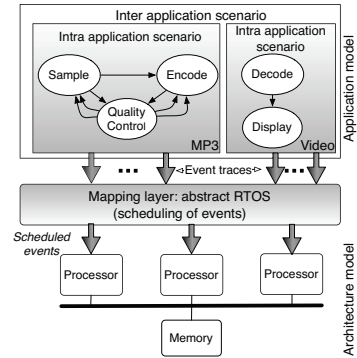 Inter application scenario
Intra application scenario
Intra application scenario
Sample
Encode
Quality Control
MP3
Decode
Display
Video
Application model
Event traces
Mapping layer: abstract RTOS
(scheduling of events)
Scheduled events
Processor
Processor
Processor
Memory
Architecture model